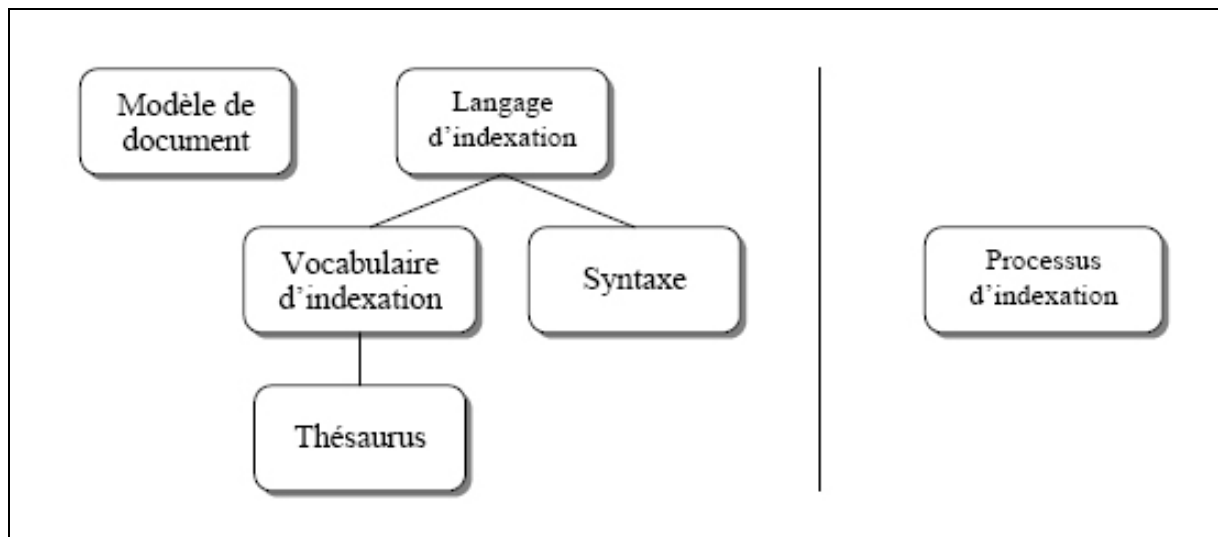 Modèle de
document
Langage
d'indexation
Vocabulaire
d'indexation
Syntaxe
Processus
d'indexation
Thésaurus